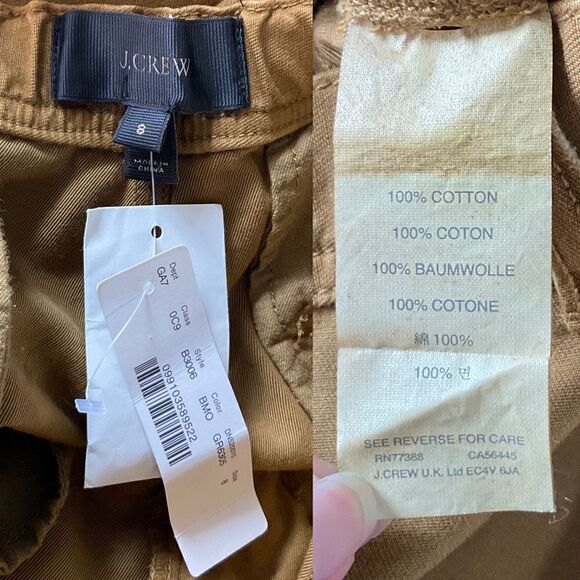 J.CREW
8
MADE IN
CHINA
Dept Class Style Color Size
GA7 0C9 B3006 BMO GR6305 8
099103589522
100% COTTON
100% COTON
100% BAUMWOLLE
100% COTONE
綿 100%
100% 면
SEE REVERSE FOR CARE
RN77388 CA56445
J.CREW U.K. Ltd EC4V 6JA